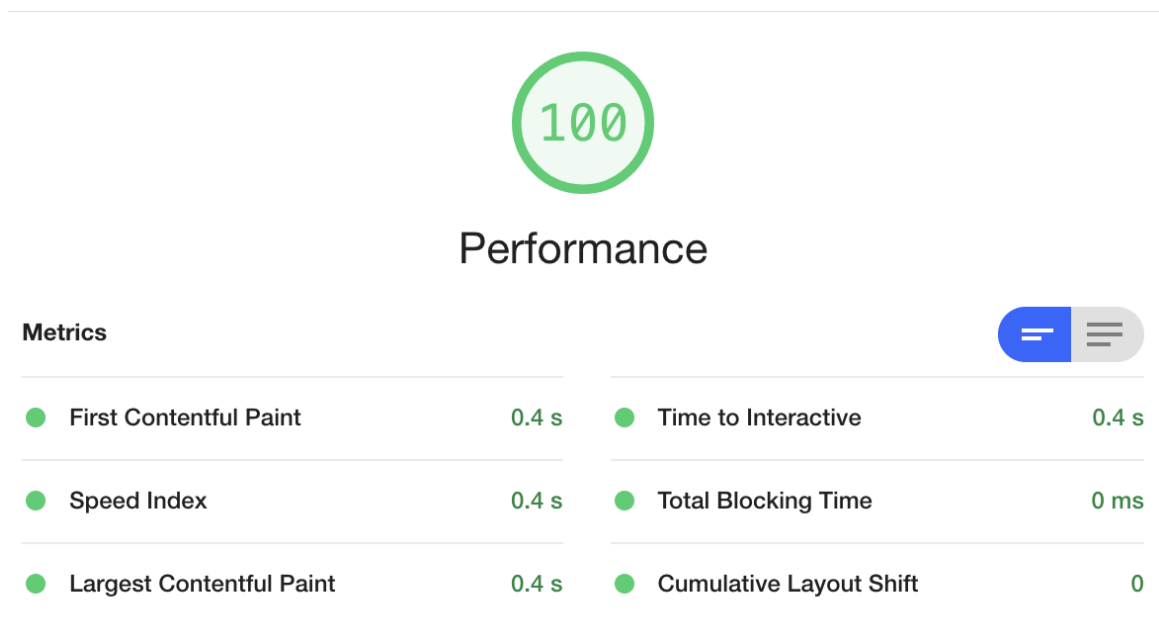 100
Performance
Metrics
First Contentful Paint 0.4 s
Time to Interactive 0.4 s
Speed Index 0.4 s
Total Blocking Time 0 ms
Largest Contentful Paint 0.4 s
Cumulative Layout Shift 0